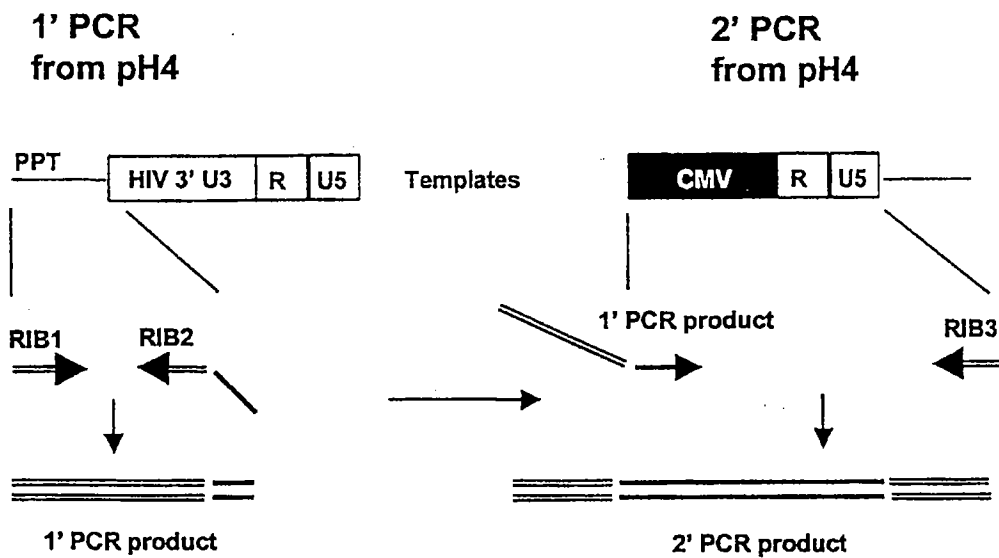 1' PCR
from pH4
2' PCR
from pH4
PPT
HIV 3' U3
R
U5
Templates
CMV
R
U5
RIB1
RIB2
1' PCR product
RIB3
1' PCR product
2' PCR product